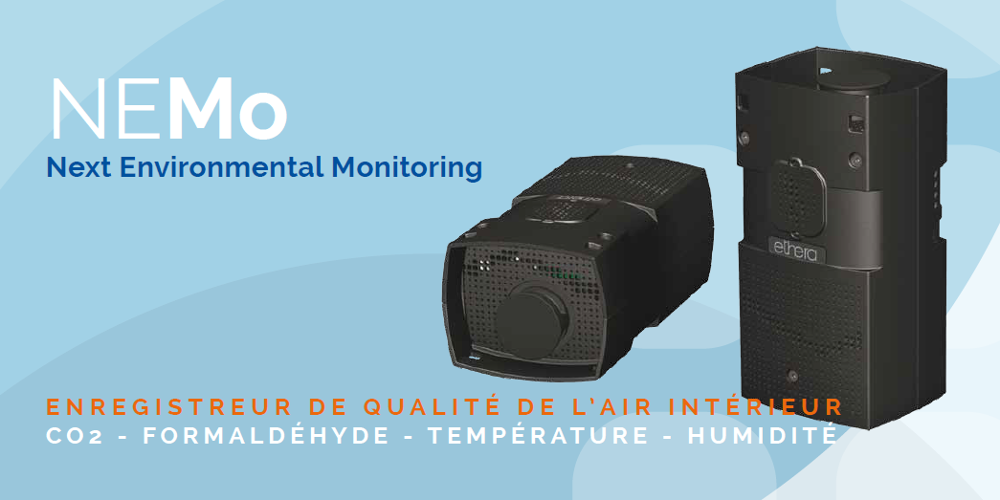 NEMo
Next Environmental Monitoring
ethera
ENREGISTREUR DE QUALITÉ DE L'AIR INTÉRIEUR
CO2 - FORMALDÉHYDE - TEMPÉRATURE - HUMIDITÉ